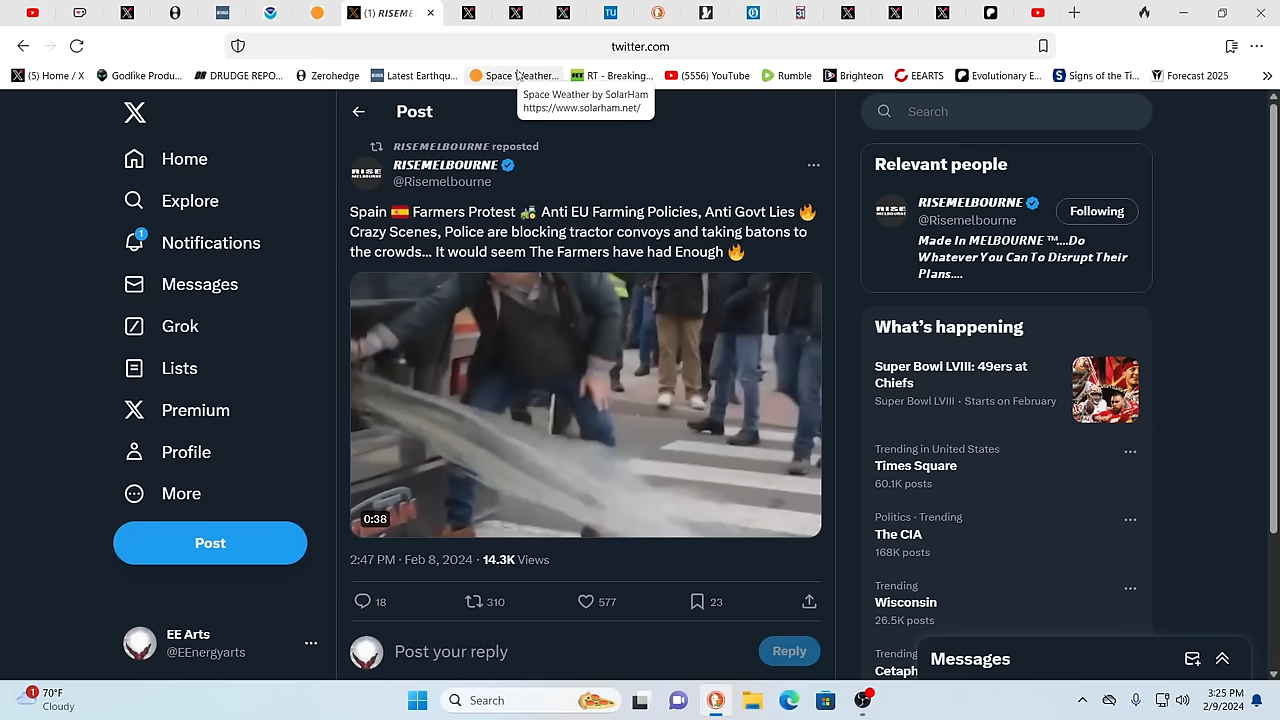 (1) RISEME
TU
31
twitter.com
(5) Home / X
Godlike Produ...
DRUDGE REPO...
Zerohedge
Latest Earthqu...
Space Weather...
RT - Breaking...
(5556) YouTube
Rumble
Brighteon
EEARTS
Evolutionary E...
Signs of the Ti...
Forecast 2025
Space Weather by SolarHam
https://www.solarham.net/
Post
Search
RISEMELBOURNE reposted
RISEMELBOURNE
@Risemelbourne
Spain 🇪🇸 Farmers Protest 🚜 Anti EU Farming Policies, Anti Govt Lies 🔥
Crazy Scenes, Police are blocking tractor convoys and taking batons to
the crowds... It would seem The Farmers have had Enough 🔥
0:38
2:47 PM · Feb 8, 2024 · 14.3K Views
18
310
577
23
Post your reply
Reply
Home
Explore
1
Notifications
Messages
Grok
Lists
Premium
Profile
More
Post
EE Arts
@EEnergyarts
Relevant people
RISE
MELBOURNE
RISEMELBOURNE
@Risemelbourne
Following
Made In MELBOURNE ™...Do
Whatever You Can To Disrupt Their
Plans....
What's happening
Super Bowl LVIII: 49ers at
Chiefs
Super Bowl LVIII · Starts on February
Trending in United States
Times Square
60.1K posts
Politics · Trending
The CIA
168K posts
Trending
Wisconsin
26.5K posts
Trending
Cetaph
Messages
1
70°F
Cloudy
Search
3:25 PM
2/9/2024